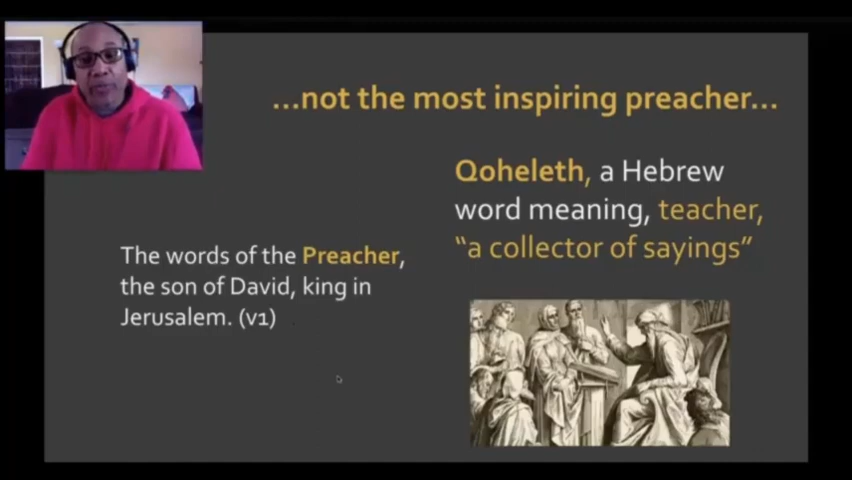 ...not the most inspiring preacher...
Qoheleth, a Hebrew
word meaning, teacher,
“a collector of sayings”
The words of the Preacher,
the son of David, king in
Jerusalem. (v1)